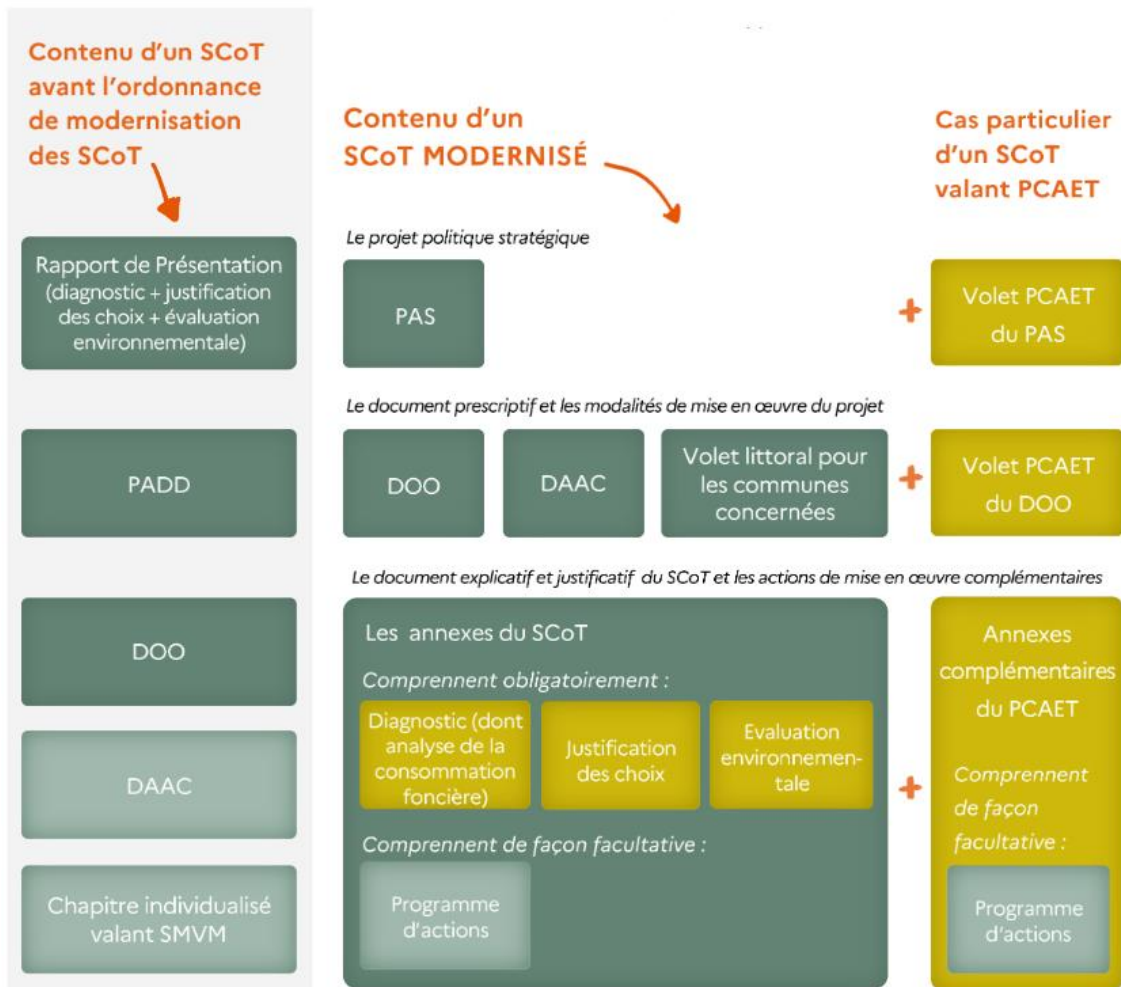 Contenu d'un SCoT
avant l'ordonnance
de modernisation
des SCoT
Rapport de Présentation
(diagnostic + justification
des choix + évaluation
environnementale)
PADD
DOO
DAAC
Chapitre individualisé
valant SMVM
Contenu d'un
SCoT MODERNISÉ
Le projet politique stratégique
PAS
Le document prescriptif et les modalités de mise en œuvre du projet
DOO
DAAC
Volet littoral pour
les communes
concernées
Le document explicatif et justificatif du SCoT et les actions de mise en œuvre complémentaires
Les annexes du SCoT
Comprennent obligatoirement :
Diagnostic (dont
analyse de la
consommation
foncière)
Justification
des choix
Evaluation
environnemen-
tale
Comprennent de façon facultative :
Programme
d'actions
Cas particulier
d'un SCoT
valant PCAET
+
Volet PCAET
du PAS
+
Volet PCAET
du DOO
+
Annexes
complémentaires
du PCAET
Comprennent
de façon
facultative :
Programme
d'actions